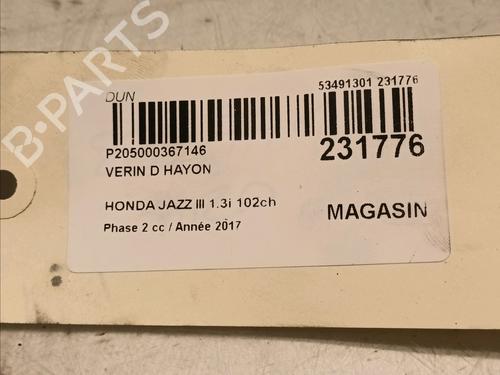 DUN
53491301 231776
P205000367146
231776
VERIN D HAYON
HONDA JAZZ III 1.3i 102ch
MAGASIN
Phase 2 cc / Année 2017
B-PARTS